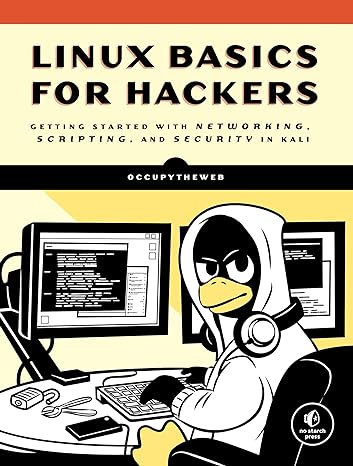 LINUX BASICS
FOR HACKERS
GETTING STARTED WITH NETWORKING,
SCRIPTING, AND SECURITY IN KALI
OCCUPYTHEWEB
no starch
press